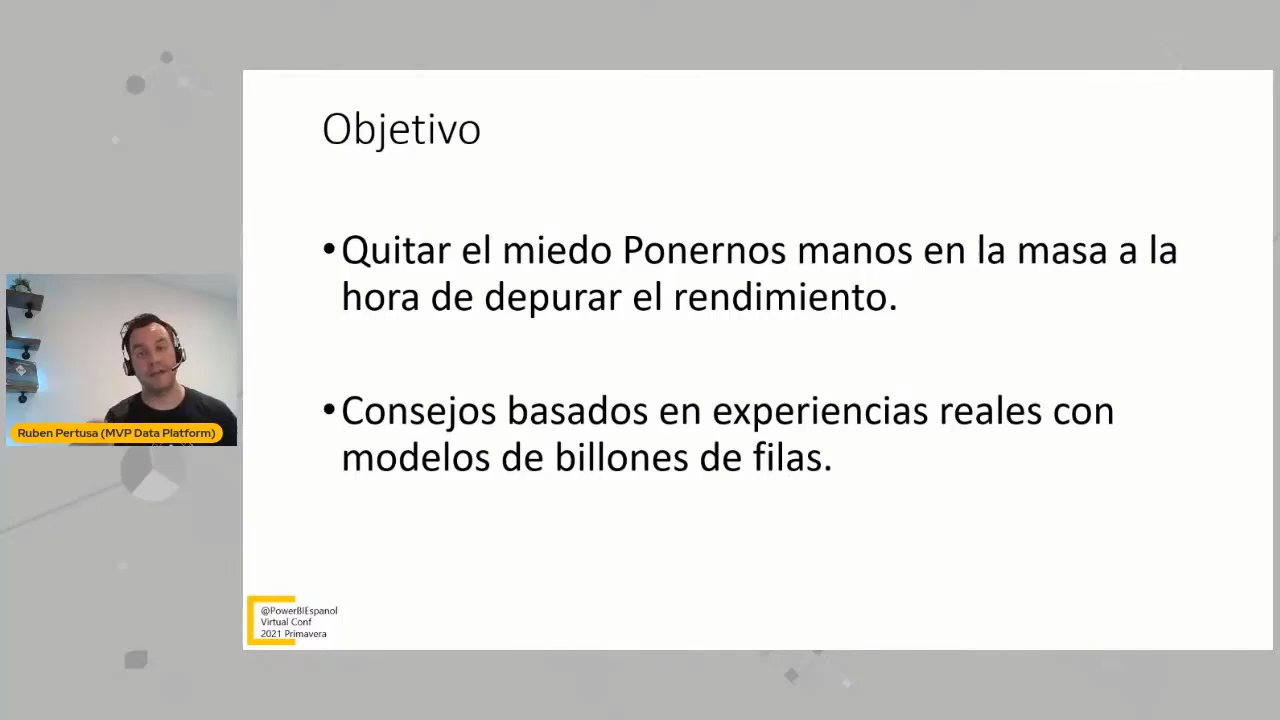 Objetivo
•Quitar el miedo Ponernos manos en la masa a la
hora de depurar el rendimiento.
•Consejos basados en experiencias reales con
modelos de billones de filas.
Ruben Pertusa (MVP Data Platform)
@PowerBIEspanol
Virtual Conf
2021 Primavera